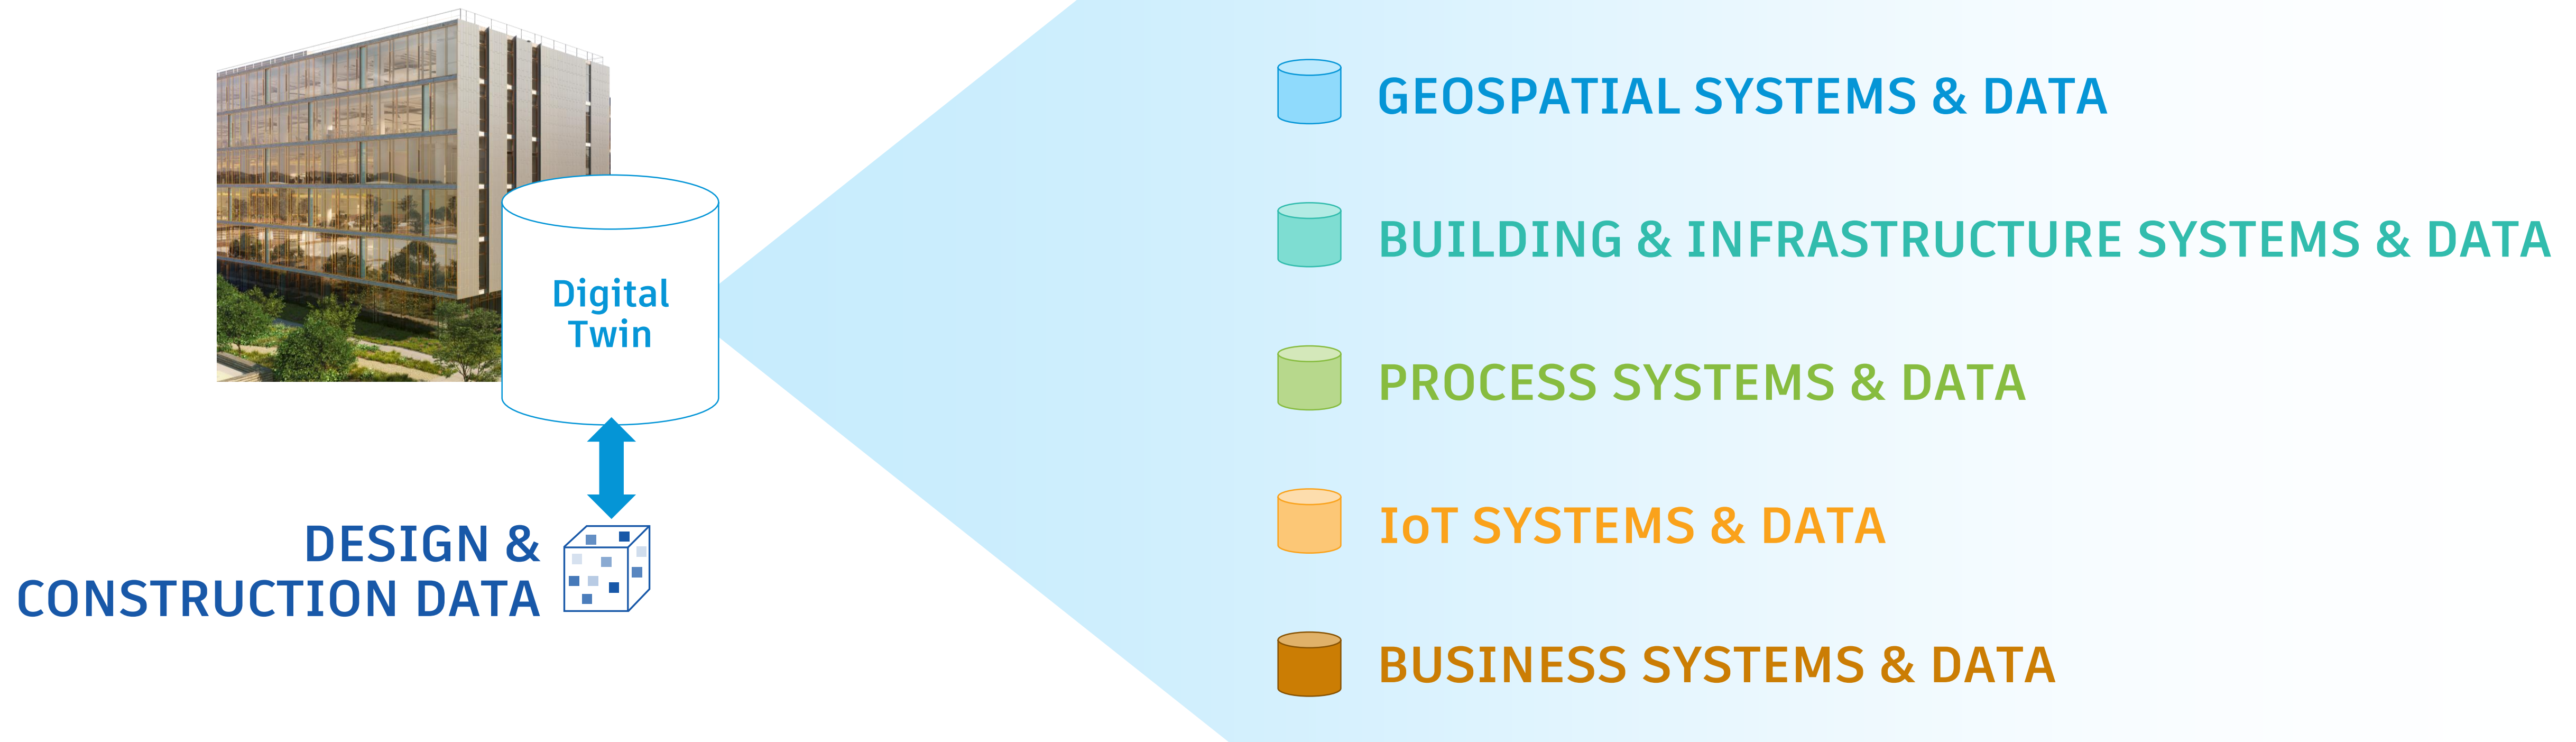 Digital
Twin
DESIGN &
CONSTRUCTION DATA
GEOSPATIAL SYSTEMS & DATA
BUILDING & INFRASTRUCTURE SYSTEMS & DATA
PROCESS SYSTEMS & DATA
IoT SYSTEMS & DATA
BUSINESS SYSTEMS & DATA